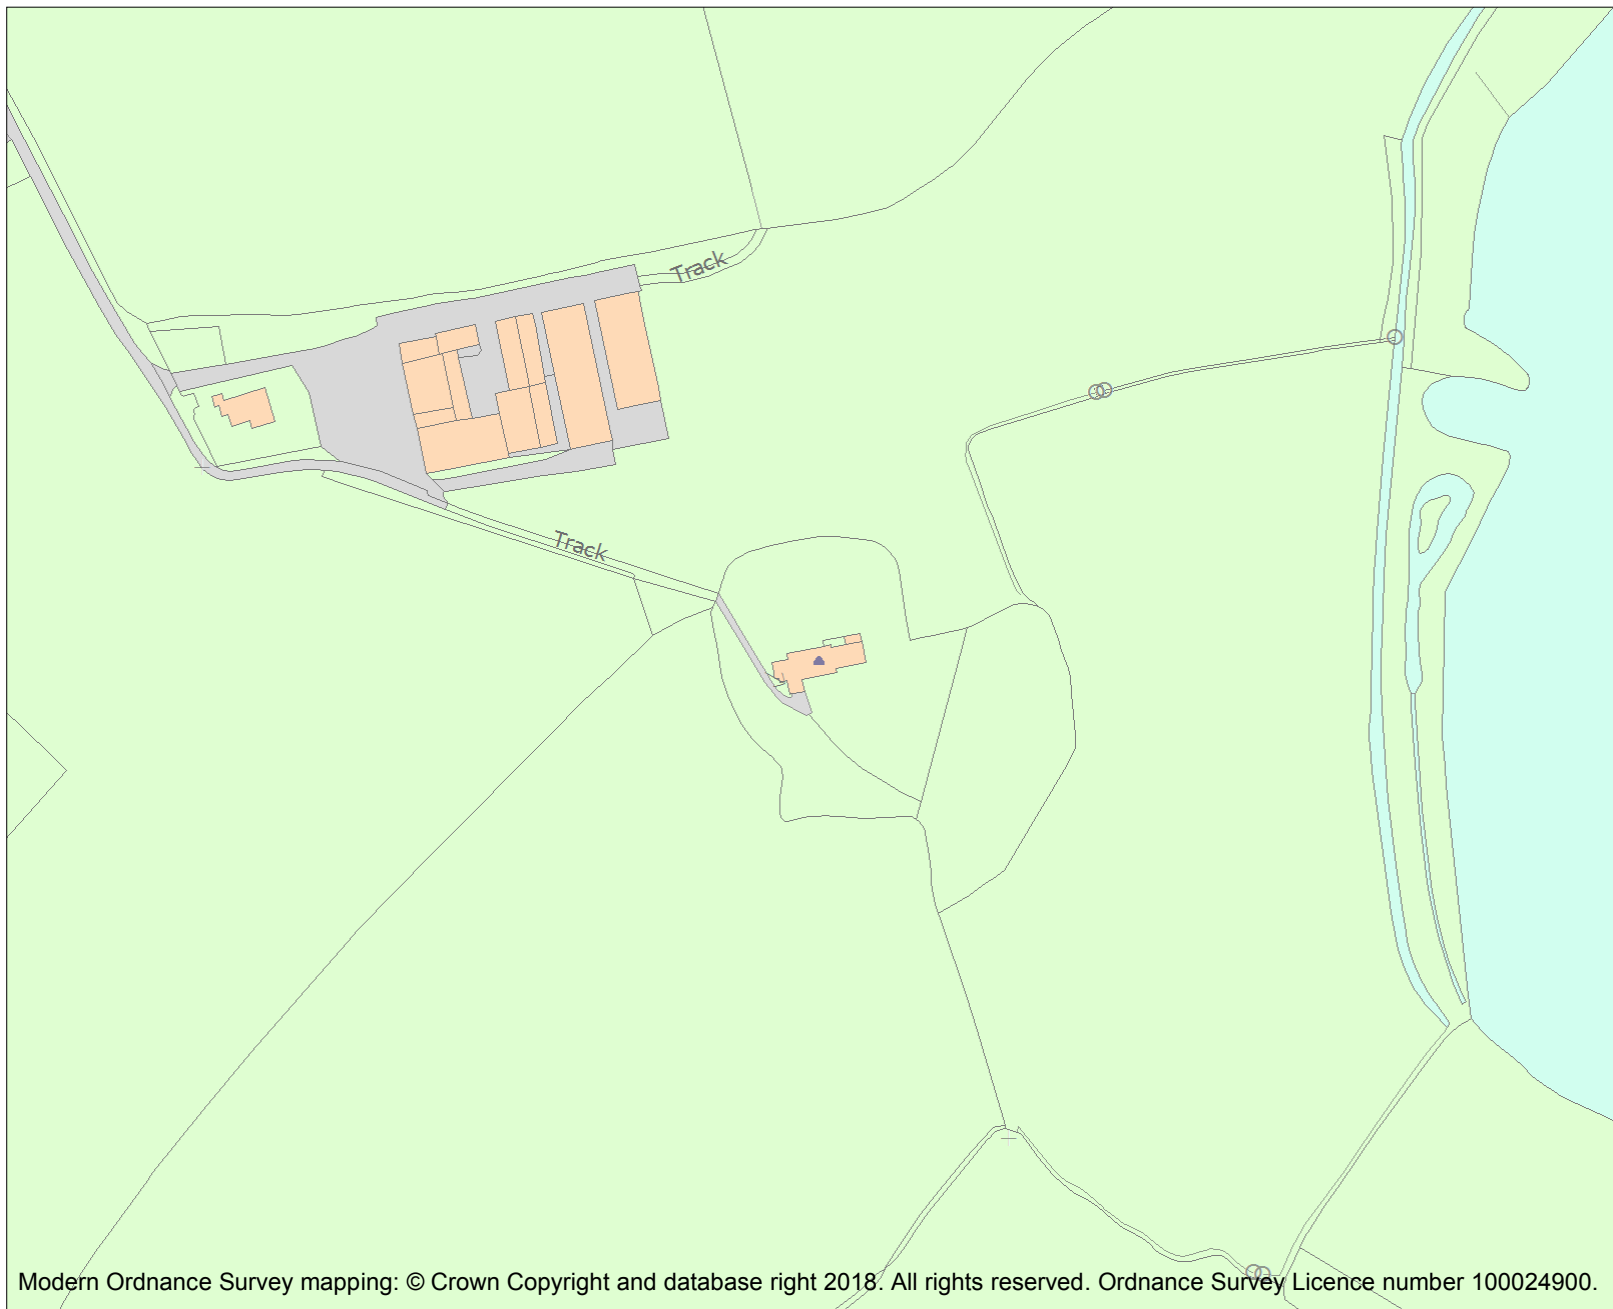 Track
Track
Modern Ordnance Survey mapping: © Crown Copyright and database right 2018. All rights reserved. Ordnance Survey Licence number 100024900.